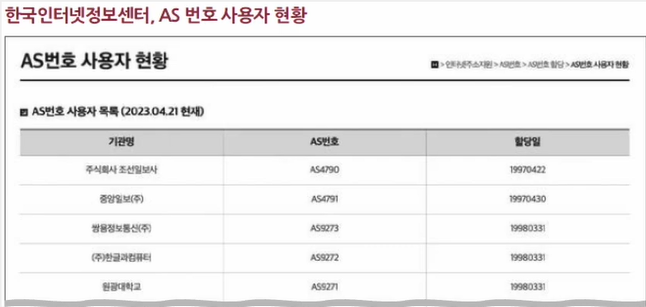 한국인터넷정보센터, AS 번호 사용자 현황
AS번호 사용자 현황
> 인터넷주소자원 > AS번호 > AS번호 할당 > AS번호 사용자 현황
AS번호 사용자 목록 (2023.04.21 현재)
기관명 AS번호 할당일
주식회사 조선일보사 AS4790 19970422
중앙일보(주) AS4791 19970430
쌍용정보통신(주) AS9273 19980331
(주)한글과컴퓨터 AS9272 19980331
원광대학교 AS9271 19980331